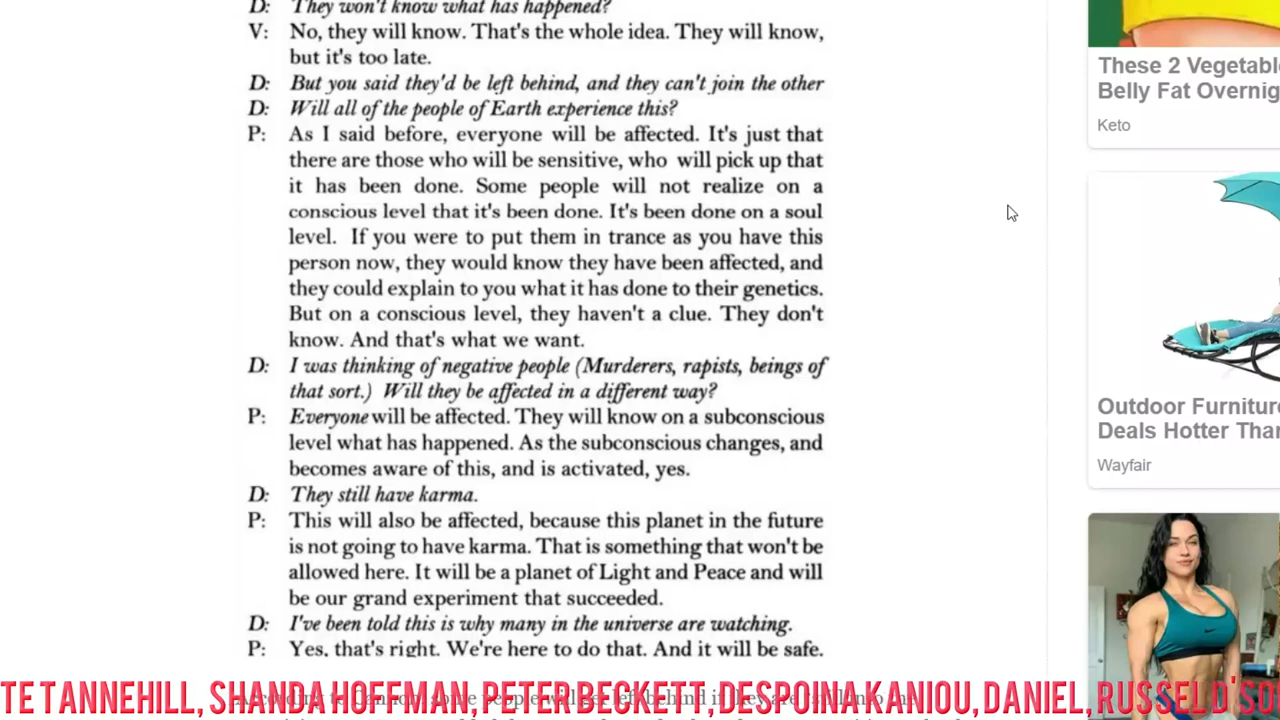 D: They won't know what has happened?
V: No, they will know. That's the whole idea. They will know,
but it's too late.
D: But you said they'd be left behind, and they can't join the other
D: Will all of the people of Earth experience this?
P: As I said before, everyone will be affected. It's just that
there are those who will be sensitive, who will pick up that
it has been done. Some people will not realize on a
conscious level that it's been done. It's been done on a soul
level. If you were to put them in trance as you have this
person now, they would know they have been affected, and
they could explain to you what it has done to their genetics.
But on a conscious level, they haven't a clue. They don't
know. And that's what we want.
D: I was thinking of negative people (Murderers, rapists, beings of
that sort.) Will they be affected in a different way?
P: Everyone will be affected. They will know on a subconscious
level what has happened. As the subconscious changes, and
becomes aware of this, and is activated, yes.
D: They still have karma.
P: This will also be affected, because this planet in the future
is not going to have karma. That is something that won't be
allowed here. It will be a planet of Light and Peace and will
be our grand experiment that succeeded.
D: I've been told this is why many in the universe are watching.
P: Yes, that's right. We're here to do that. And it will be safe.
These 2 Vegetabl
Belly Fat Overnig
Keto
Outdoor Furniture
Deals Hotter Than
Wayfair
TE TANNEHILL, SHANDA HOFFMAN, PETER BECKETT, DESPOINA KANIOU, DANIEL, RUSSEL D'SO